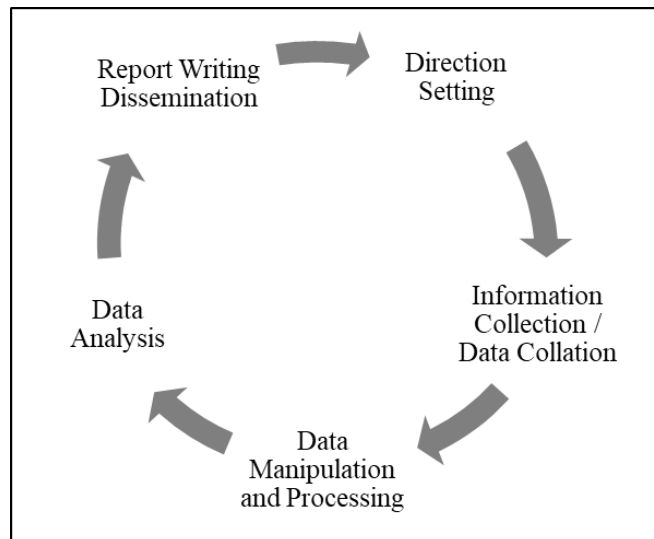 Report Writing
Dissemination
Direction
Setting
Information
Collection /
Data Collation
Data
Manipulation
and Processing
Data
Analysis